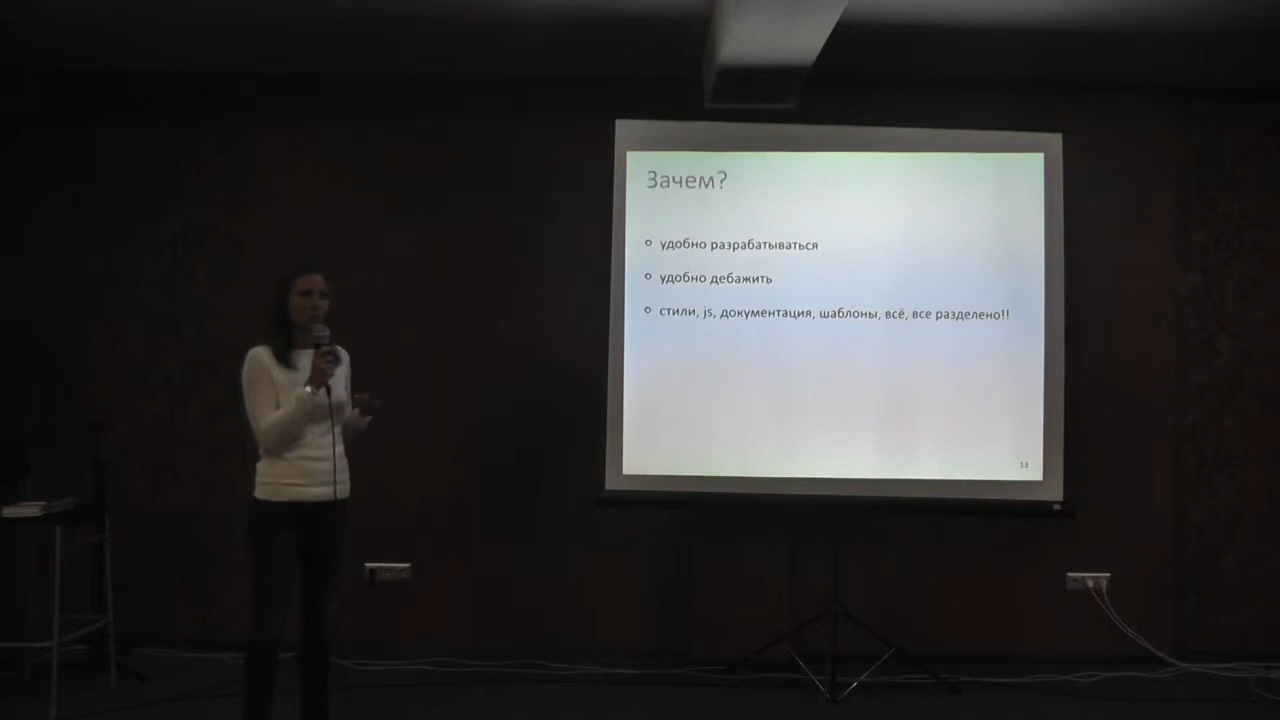 Зачем?
удобно разрабатываться
удобно дебажить
стили, js, документация, шаблоны, всё, все разделено!!
13